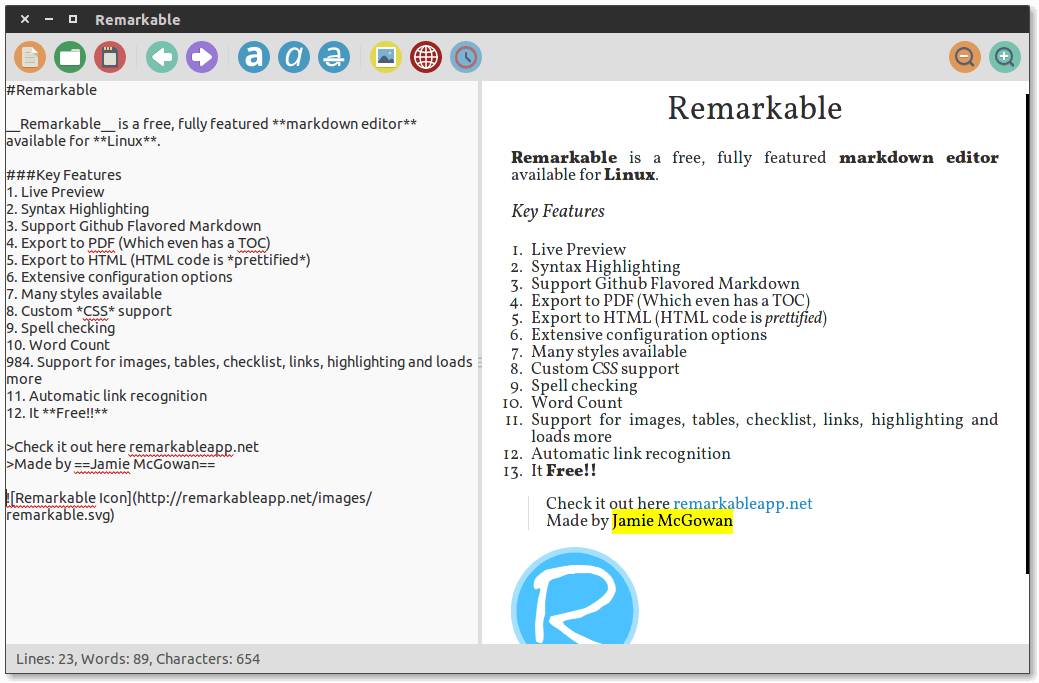 Remarkable
a a a
#Remarkable
__Remarkable__ is a free, fully featured **markdown editor**
available for **Linux**.
###Key Features
1. Live Preview
2. Syntax Highlighting
3. Support Github Flavored Markdown
4. Export to PDF (Which even has a TOC)
5. Export to HTML (HTML code is *prettified*)
6. Extensive configuration options
7. Many styles available
8. Custom *CSS* support
9. Spell checking
10. Word Count
984. Support for images, tables, checklist, links, highlighting and loads
more
11. Automatic link recognition
12. It **Free!!**
>Check it out here remarkableapp.net
>Made by ==Jamie McGowan==
![Remarkable Icon](http://remarkableapp.net/images/
remarkable.svg)
Remarkable
Remarkable is a free, fully featured markdown editor
available for Linux.
Key Features
1. Live Preview
2. Syntax Highlighting
3. Support Github Flavored Markdown
4. Export to PDF (Which even has a TOC)
5. Export to HTML (HTML code is prettified)
6. Extensive configuration options
7. Many styles available
8. Custom CSS support
9. Spell checking
10. Word Count
11. Support for images, tables, checklist, links, highlighting and
loads more
12. Automatic link recognition
13. It Free!!
Check it out here remarkableapp.net
Made by Jamie McGowan
R
Lines: 23, Words: 89, Characters: 654